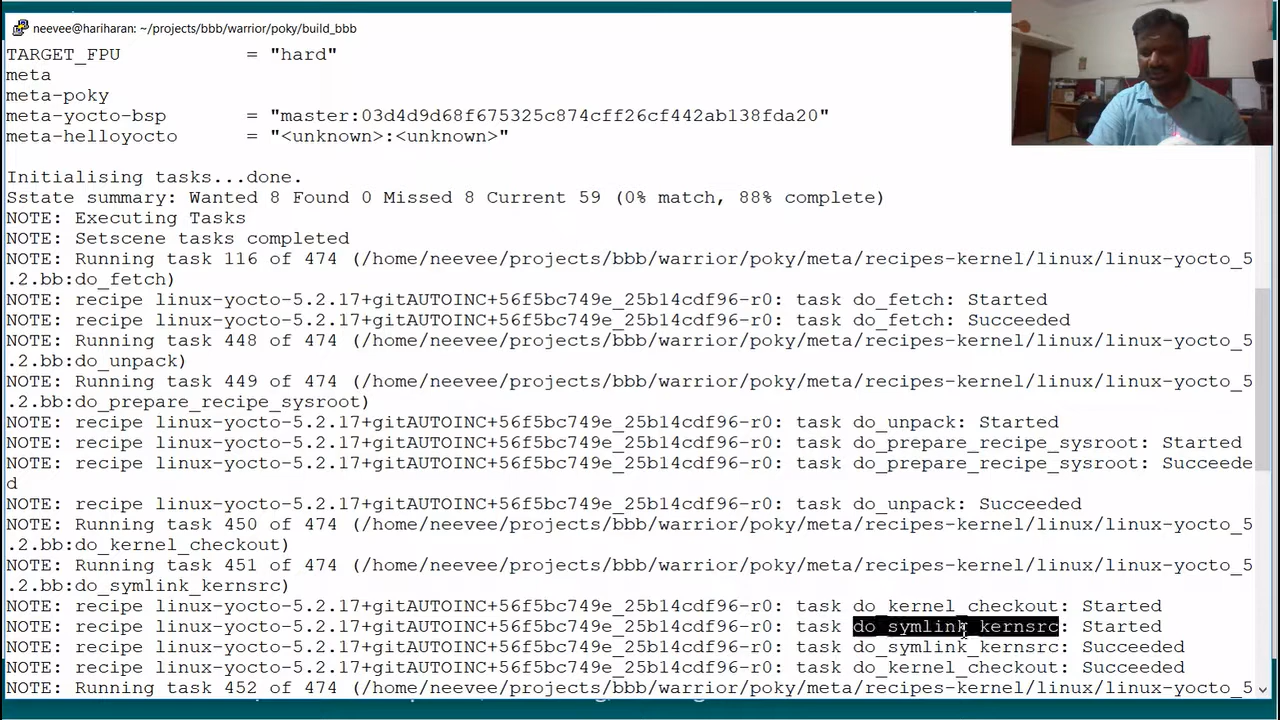 neevee@hariharan: ~/projects/bbb/warrior/poky/build_bbb
TARGET_FPU           = "hard"
meta
meta-poky
meta-yocto-bsp       = "master:03d4d9d68f675325c874cff26cf442ab138fda20"
meta-helloyocto      = "<unknown>:<unknown>"
Initialising tasks...done.
Sstate summary: Wanted 8 Found 0 Missed 8 Current 59 (0% match, 88% complete)
NOTE: Executing Tasks
NOTE: Setscene tasks completed
NOTE: Running task 116 of 474 (/home/neevee/projects/bbb/warrior/poky/meta/recipes-kernel/linux/linux-yocto_5
.2.bb:do_fetch)
NOTE: recipe linux-yocto-5.2.17+gitAUTOINC+56f5bc749e_25b14cdf96-r0: task do_fetch: Started
NOTE: recipe linux-yocto-5.2.17+gitAUTOINC+56f5bc749e_25b14cdf96-r0: task do_fetch: Succeeded
NOTE: Running task 448 of 474 (/home/neevee/projects/bbb/warrior/poky/meta/recipes-kernel/linux/linux-yocto_5
.2.bb:do_unpack)
NOTE: Running task 449 of 474 (/home/neevee/projects/bbb/warrior/poky/meta/recipes-kernel/linux/linux-yocto_5
.2.bb:do_prepare_recipe_sysroot)
NOTE: recipe linux-yocto-5.2.17+gitAUTOINC+56f5bc749e_25b14cdf96-r0: task do_unpack: Started
NOTE: recipe linux-yocto-5.2.17+gitAUTOINC+56f5bc749e_25b14cdf96-r0: task do_prepare_recipe_sysroot: Started
NOTE: recipe linux-yocto-5.2.17+gitAUTOINC+56f5bc749e_25b14cdf96-r0: task do_prepare_recipe_sysroot: Succeede
d
NOTE: recipe linux-yocto-5.2.17+gitAUTOINC+56f5bc749e_25b14cdf96-r0: task do_unpack: Succeeded
NOTE: Running task 450 of 474 (/home/neevee/projects/bbb/warrior/poky/meta/recipes-kernel/linux/linux-yocto_5
.2.bb:do_kernel_checkout)
NOTE: Running task 451 of 474 (/home/neevee/projects/bbb/warrior/poky/meta/recipes-kernel/linux/linux-yocto_5
.2.bb:do_symlink_kernsrc)
NOTE: recipe linux-yocto-5.2.17+gitAUTOINC+56f5bc749e_25b14cdf96-r0: task do_kernel_checkout: Started
NOTE: recipe linux-yocto-5.2.17+gitAUTOINC+56f5bc749e_25b14cdf96-r0: task do_symlink_kernsrc: Started
NOTE: recipe linux-yocto-5.2.17+gitAUTOINC+56f5bc749e_25b14cdf96-r0: task do_symlink_kernsrc: Succeeded
NOTE: recipe linux-yocto-5.2.17+gitAUTOINC+56f5bc749e_25b14cdf96-r0: task do_kernel_checkout: Succeeded
NOTE: Running task 452 of 474 (/home/neevee/projects/bbb/warrior/poky/meta/recipes-kernel/linux/linux-yocto_5